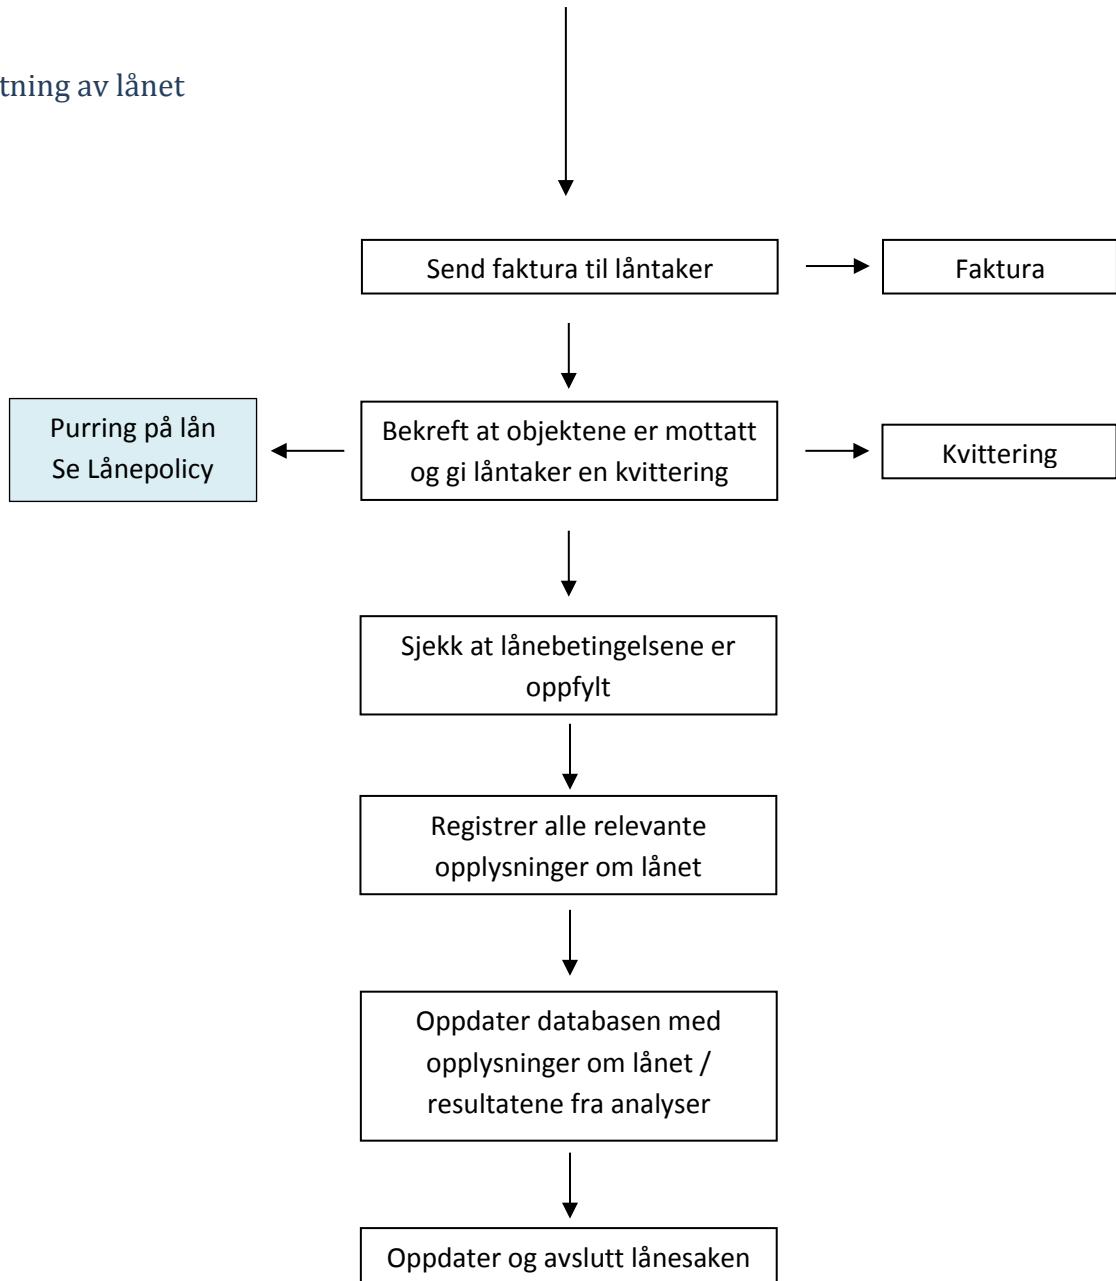 tning av lånet
Send faktura til låntaker
Faktura
Purring på lån
Se Lånepolicy
Bekreft at objektene er mottatt
og gi låntaker en kvittering
Kvittering
Sjekk at lånebetingelsene er
oppfylt
Registrer alle relevante
opplysninger om lånet
Oppdater databasen med
opplysninger om lånet /
resultatene fra analyser
Oppdater og avslutt lånesaken